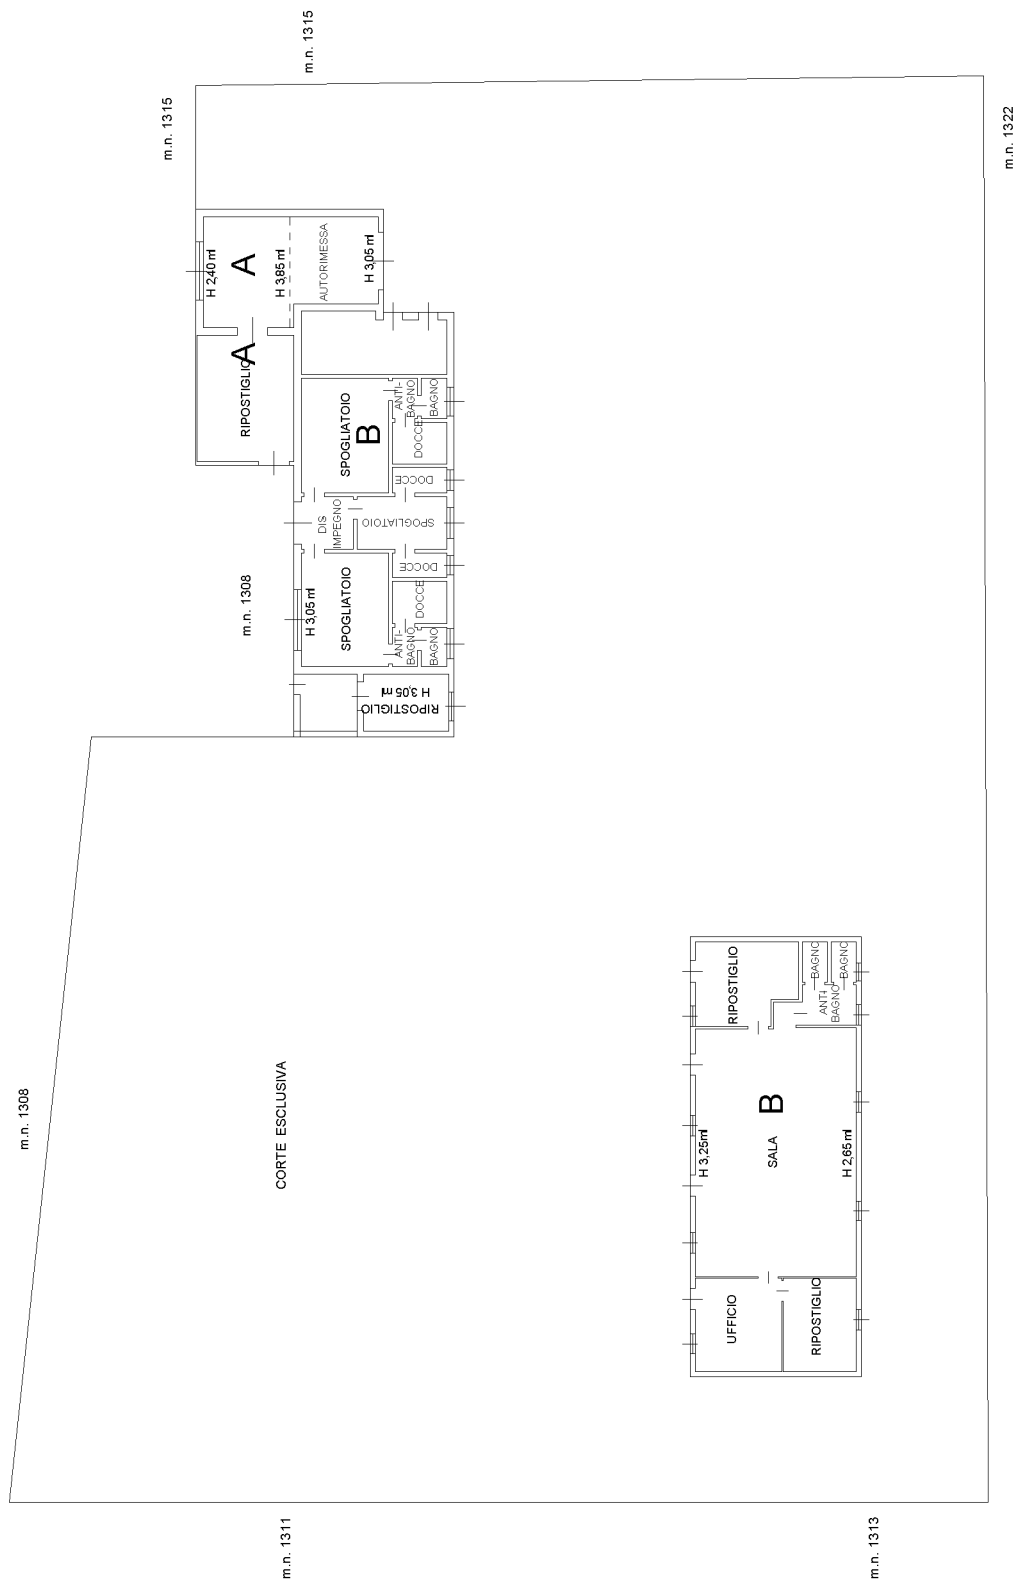 m.n. 1315
m.n. 1315
m.n. 1322
H 2,40 ml
A
H 3,85 ml
AUTORIMESSA
H 3,05 ml
A
RIPOSTIGLIO
SPOGLIATOIO
B
ANTI-
BAGNO
BAGNO
DOCCE
DOCCE
DIS
IMPEGNO
SPOGLIATOIO
DOCCE
m.n. 1308
H 3,05 ml
SPOGLIATOIO
DOCCE
ANTI-
BAGNO
BAGNO
H 3,05 ml
RIPOSTIGLIO
m.n. 1308
CORTE ESCLUSIVA
RIPOSTIGLIO
BAGNO
BAGNO
ANTI-
BAGNO
B
H 3,25ml
SALA
H 2,65 ml
UFFICIO
RIPOSTIGLIO
m.n. 1311
m.n. 1313